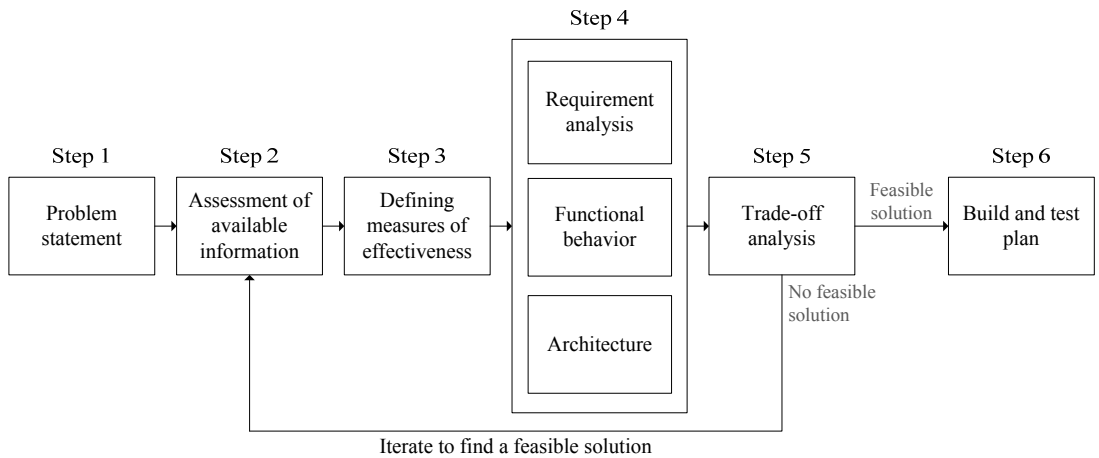 Step 1
Problem
statement
Step 2
Assessment of
available
information
Step 3
Defining
measures of
effectiveness
Step 4
Requirement
analysis
Functional
behavior
Architecture
Step 5
Trade-off
analysis
Feasible
solution
No feasible
solution
Step 6
Build and test
plan
Iterate to find a feasible solution